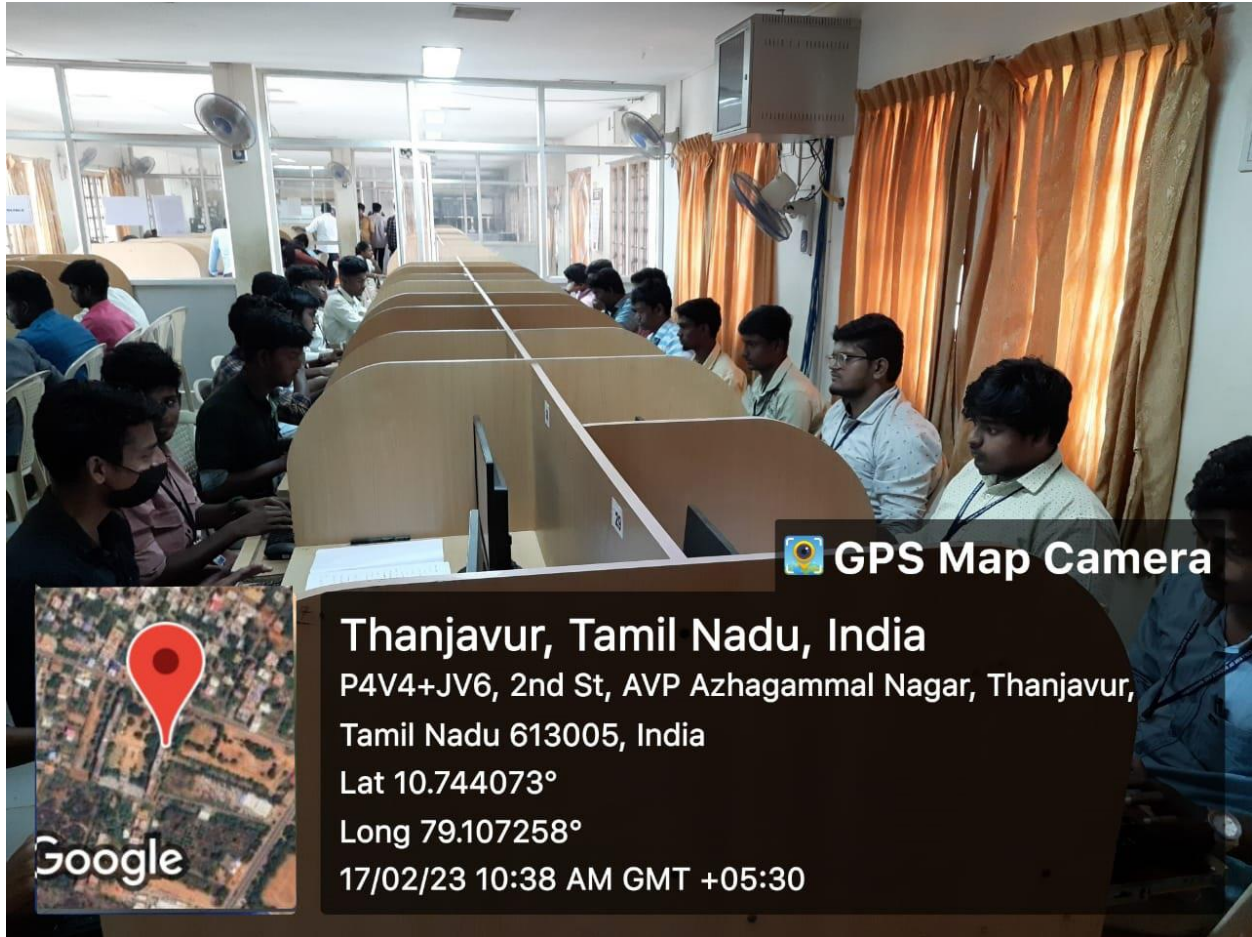 GPS Map Camera
Thanjavur, Tamil Nadu, India
P4V4+JV6, 2nd St, AVP Azhagammal Nagar, Thanjavur,
Tamil Nadu 613005, India
Lat 10.744073°
Long 79.107258°
17/02/23 10:38 AM GMT +05:30
Google